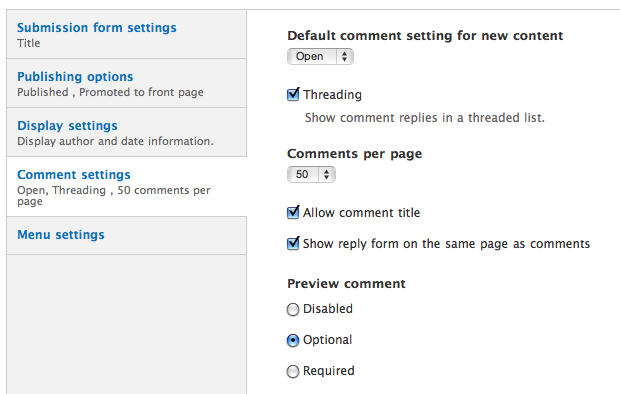 Submission form settings
Title
Publishing options
Published , Promoted to front page
Display settings
Display author and date information.
Comment settings
Open, Threading , 50 comments per
page
Menu settings
Default comment setting for new content
Open
Threading
Show comment replies in a threaded list.
Comments per page
50
Allow comment title
Show reply form on the same page as comments
Preview comment
Disabled
Optional
Required